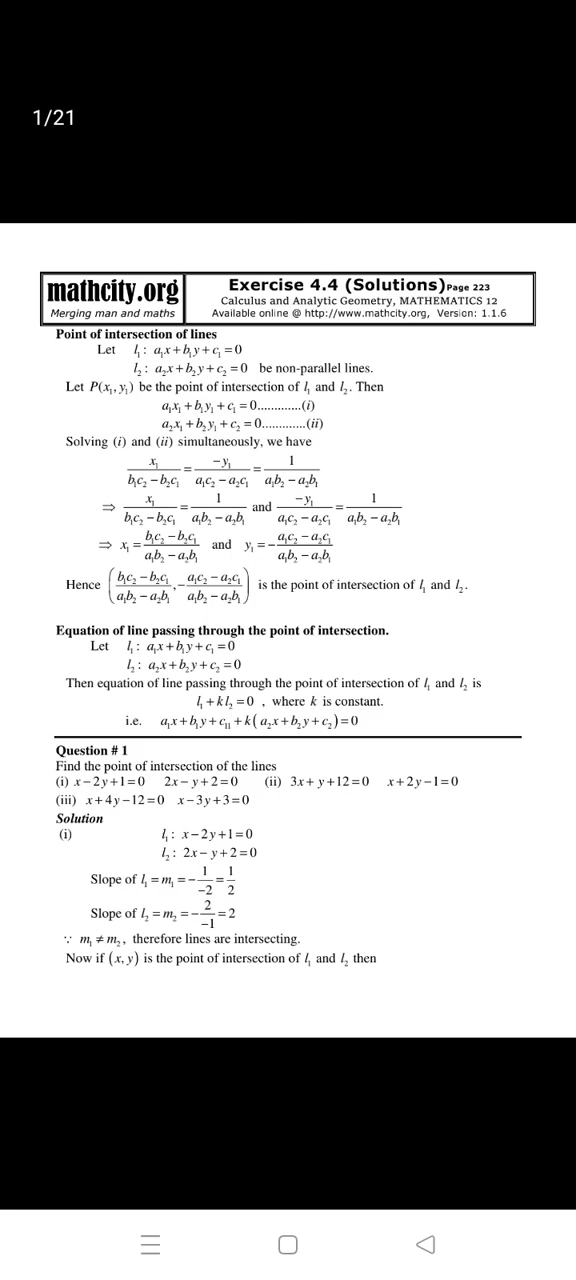 1/21
mathcity.org
Merging man and maths
Exercise 4.4 (Solutions)Page 223
Calculus and Analytic Geometry, MATHEMATICS 12
Available online @ http://www.mathcity.org, Version: 1.1.6
Point of intersection of lines
Let l₁ : a₁x + b₁y + c₁ = 0
l₂ : a₂x + b₂y + c₂ = 0 be non-parallel lines.
Let P(x₁, y₁) be the point of intersection of l₁ and l₂. Then
a₁x₁ + b₁y₁ + c₁ = 0.............(i)
a₂x₁ + b₂y₁ + c₂ = 0.............(ii)
Solving (i) and (ii) simultaneously, we have
x₁/(b₁c₂ − b₂c₁) = −y₁/(a₁c₂ − a₂c₁) = 1/(a₁b₂ − a₂b₁)
⇒ x₁/(b₁c₂ − b₂c₁) = 1/(a₁b₂ − a₂b₁) and −y₁/(a₁c₂ − a₂c₁) = 1/(a₁b₂ − a₂b₁)
⇒ x₁ = (b₁c₂ − b₂c₁)/(a₁b₂ − a₂b₁) and y₁ = −(a₁c₂ − a₂c₁)/(a₁b₂ − a₂b₁)
Hence ((b₁c₂ − b₂c₁)/(a₁b₂ − a₂b₁), −(a₁c₂ − a₂c₁)/(a₁b₂ − a₂b₁)) is the point of intersection of l₁ and l₂.
Equation of line passing through the point of intersection.
Let l₁ : a₁x + b₁y + c₁ = 0
l₂ : a₂x + b₂y + c₂ = 0
Then equation of line passing through the point of intersection of l₁ and l₂ is
l₁ + k l₂ = 0 , where k is constant.
i.e. a₁x + b₁y + c₁₁ + k(a₂x + b₂y + c₂) = 0
Question # 1
Find the point of intersection of the lines
(i) x − 2y + 1 = 0 2x − y + 2 = 0 (ii) 3x + y + 12 = 0 x + 2y − 1 = 0
(iii) x + 4y − 12 = 0 x − 3y + 3 = 0
Solution
(i) l₁ : x − 2y + 1 = 0
l₂ : 2x − y + 2 = 0
Slope of l₁ = m₁ = −1/−2 = 1/2
Slope of l₂ = m₂ = −2/−1 = 2
∵ m₁ ≠ m₂, therefore lines are intersecting.
Now if (x, y) is the point of intersection of l₁ and l₂ then